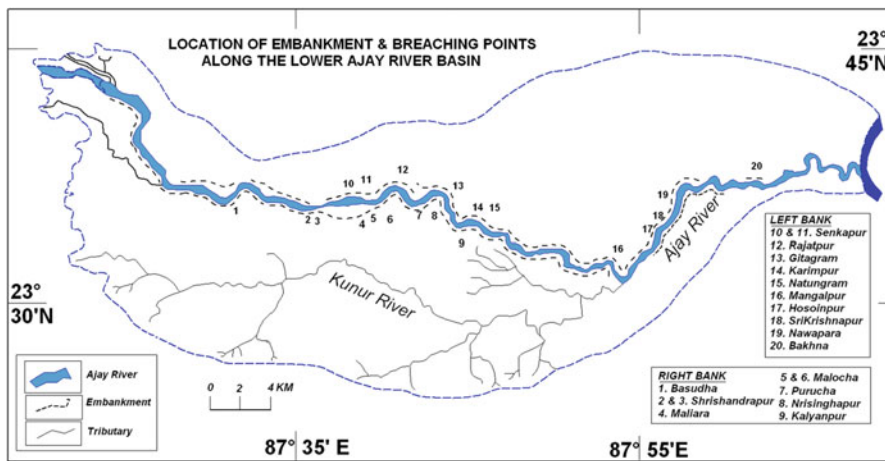 LOCATION OF EMBANKMENT & BREACHING POINTS
ALONG THE LOWER AJAY RIVER BASIN
23°
45'N
20
12
10 11
13
19
14 15
18
17
1
2 3
4 5 6
7 8
9
16
Ajay River
Kunur River
23°
30'N
LEFT BANK
10 & 11. Senkapur
12. Rajatpur
13. Gitagram
14. Karimpur
15. Natungram
16. Mangalpur
17. Hosoinpur
18. SriKrishnapur
19. Nawapara
20. Bakhna
Ajay River
Embankment
Tributary
0 2 4 KM
RIGHT BANK
1. Basudha
2 & 3. Shrishandrapur
4. Maliara
5 & 6. Malocha
7. Purucha
8. Nrisinghapur
9. Kalyanpur
87° 35' E
87° 55'E